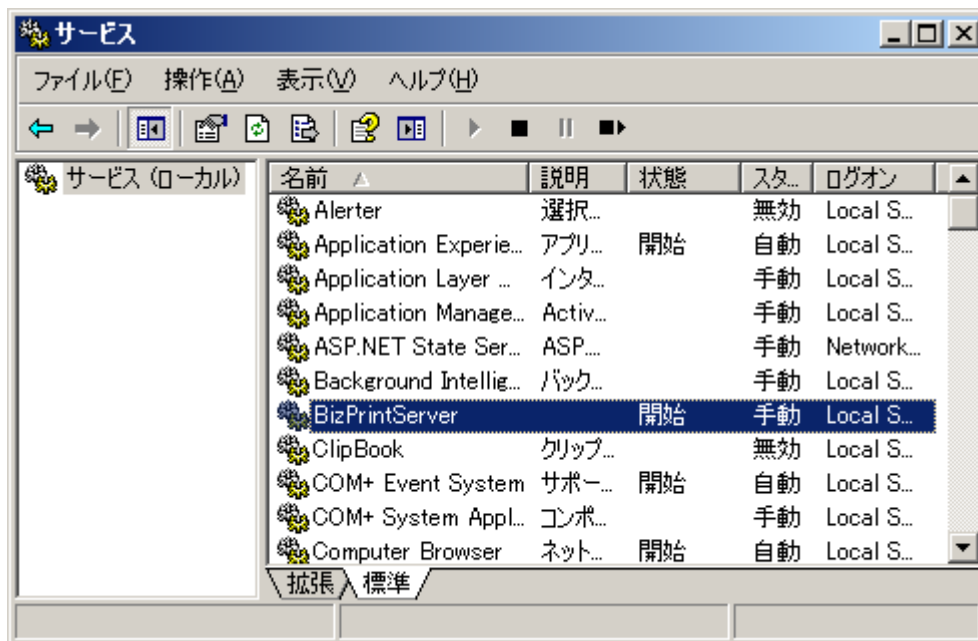 サービス
ファイル(F) 操作(A) 表示(V) ヘルプ(H)
サービス (ローカル)
名前 説明 状態 スタ... ログオン
Alerter 選択... 無効 Local S...
Application Experie... アプリ... 開始 自動 Local S...
Application Layer ... インタ... 手動 Local S...
Application Manage... Activ... 手動 Local S...
ASP.NET State Ser... ASP.... 手動 Network...
Background Intellig... バック... 手動 Local S...
BizPrintServer 開始 手動 Local S...
ClipBook クリップ... 無効 Local S...
COM+ Event System サポー... 開始 自動 Local S...
COM+ System Appl... コンポ... 手動 Local S...
Computer Browser ネット... 開始 自動 Local S...
拡張 標準